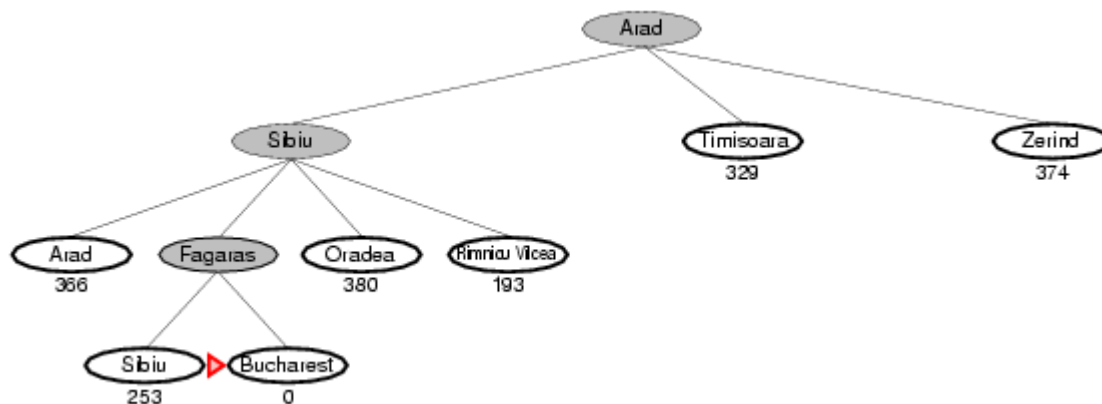 Arad
Sibiu
Timisoara
Zerind
329
374
Arad
Fagaras
Oradea
Rimnicu Vilcea
366
380
193
Sibiu
Bucharest
253
0